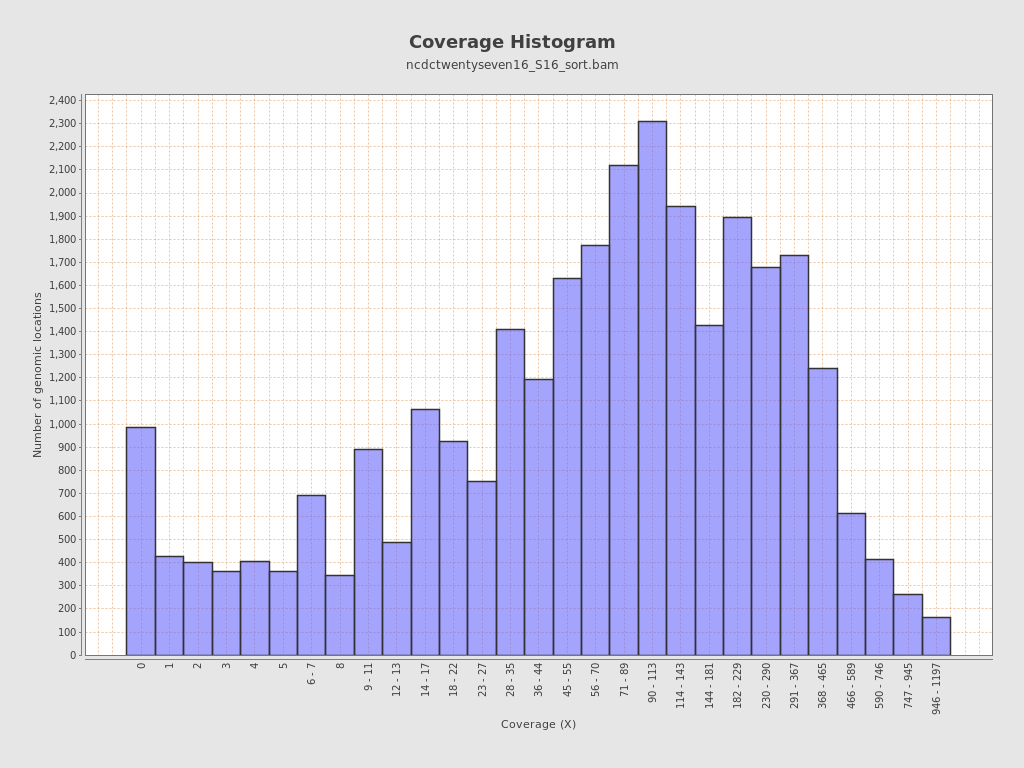 Coverage Histogram
ncdctwentyseven16_S16_sort.bam
2,400
2,300
2,200
2,100
2,000
1,900
1,800
1,700
1,600
1,500
1,400
1,300
1,200
1,100
1,000
900
800
700
600
500
400
300
200
100
0
Number of genomic locations
0
1
2
3
4
5
6 - 7
8
9 - 11
12 - 13
14 - 17
18 - 22
23 - 27
28 - 35
36 - 44
45 - 55
56 - 70
71 - 89
90 - 113
114 - 143
144 - 181
182 - 229
230 - 290
291 - 367
368 - 465
466 - 589
590 - 746
747 - 945
946 - 1197
Coverage (X)